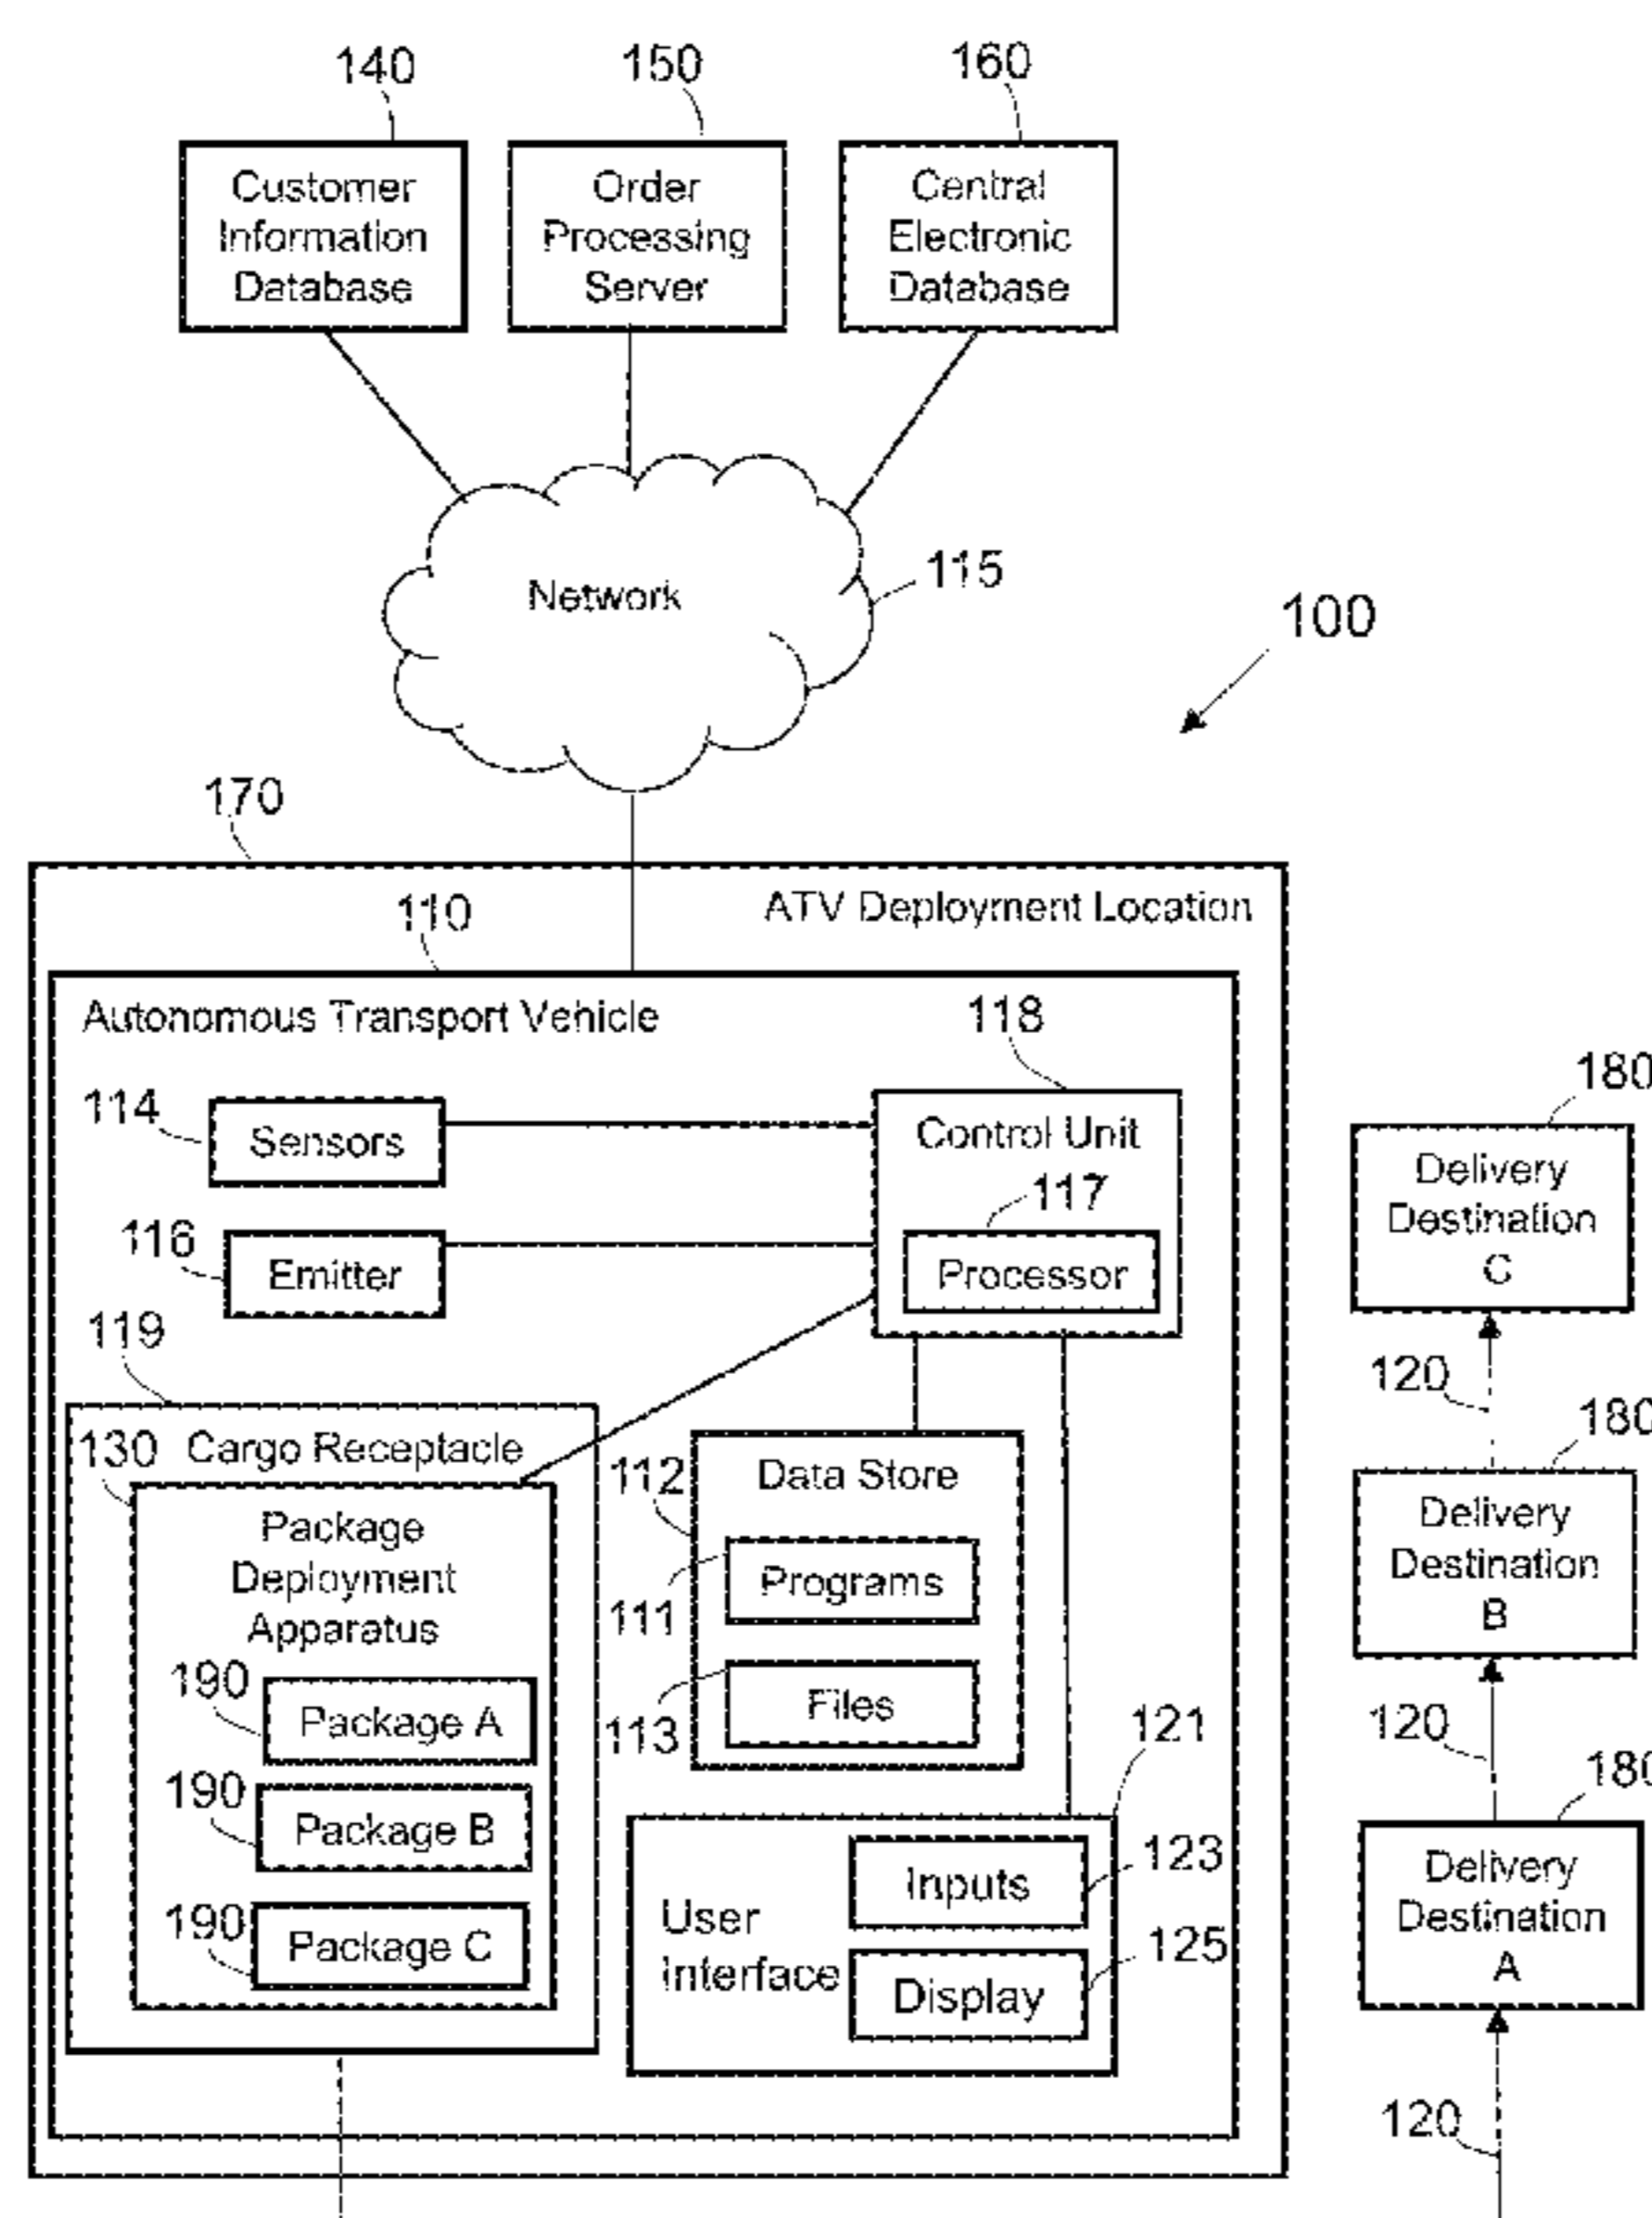 140
150
160
Customer
Information
Database
Order
Processing
Server
Central
Electronic
Database
Network
115
100
170
ATV Deployment Location
110
Autonomous Transport Vehicle
118
114
Sensors
Control Unit
117
Processor
116
Emitter
119
130
Cargo Receptacle
Package
Deployment
Apparatus
190
Package A
190
Package B
190
Package C
112
Data Store
111
Programs
113
Files
121
User
Interface
Inputs
123
Display
125
180
Delivery
Destination
C
120
180
Delivery
Destination
B
120
180
Delivery
Destination
A
120